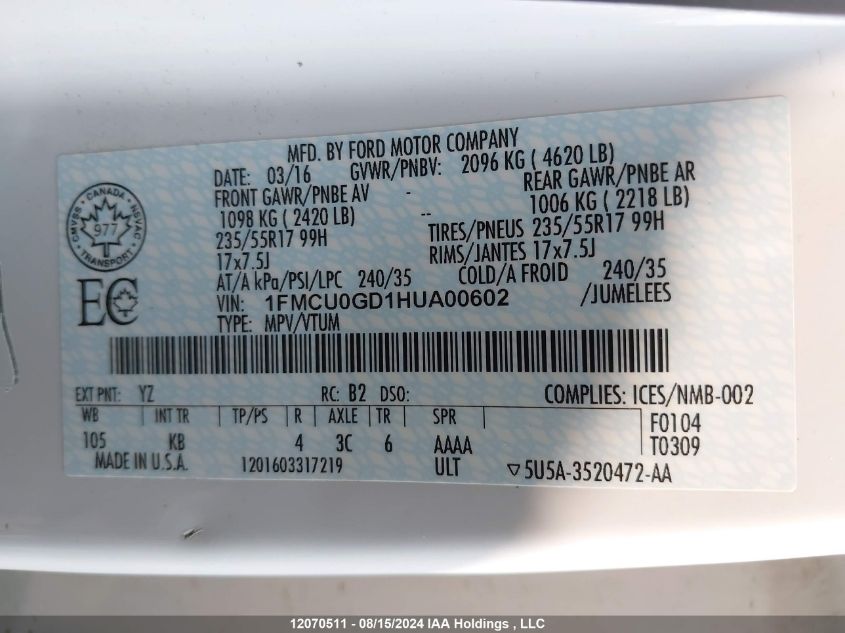 MFD. BY FORD MOTOR COMPANY
DATE: 03/16 GVWR/PNBV: 2096 KG ( 4620 LB)
FRONT GAWR/PNBE AV - REAR GAWR/PNBE AR
1098 KG ( 2420 LB) -- 1006 KG ( 2218 LB)
235/55R17 99H TIRES/PNEUS 235/55R17 99H
17x7.5J RIMS/JANTES 17x7.5J
AT/A kPa/PSI/LPC 240/35 COLD/A FROID 240/35
VIN: 1FMCU0GD1HUA00602 /JUMELEES
TYPE: MPV/VTUM
CANADA
CMVSS NSVAC
977
TRANSPORT
EC
EXT PNT: YZ RC: B2 DSO: COMPLIES: ICES/NMB-002
WB INT TR TP/PS R AXLE TR SPR F0104
105 KB 4 3C 6 AAAA T0309
MADE IN U.S.A. 1201603317219 ULT ▽5U5A-3520472-AA
12070511 - 08/15/2024 IAA Holdings , LLC